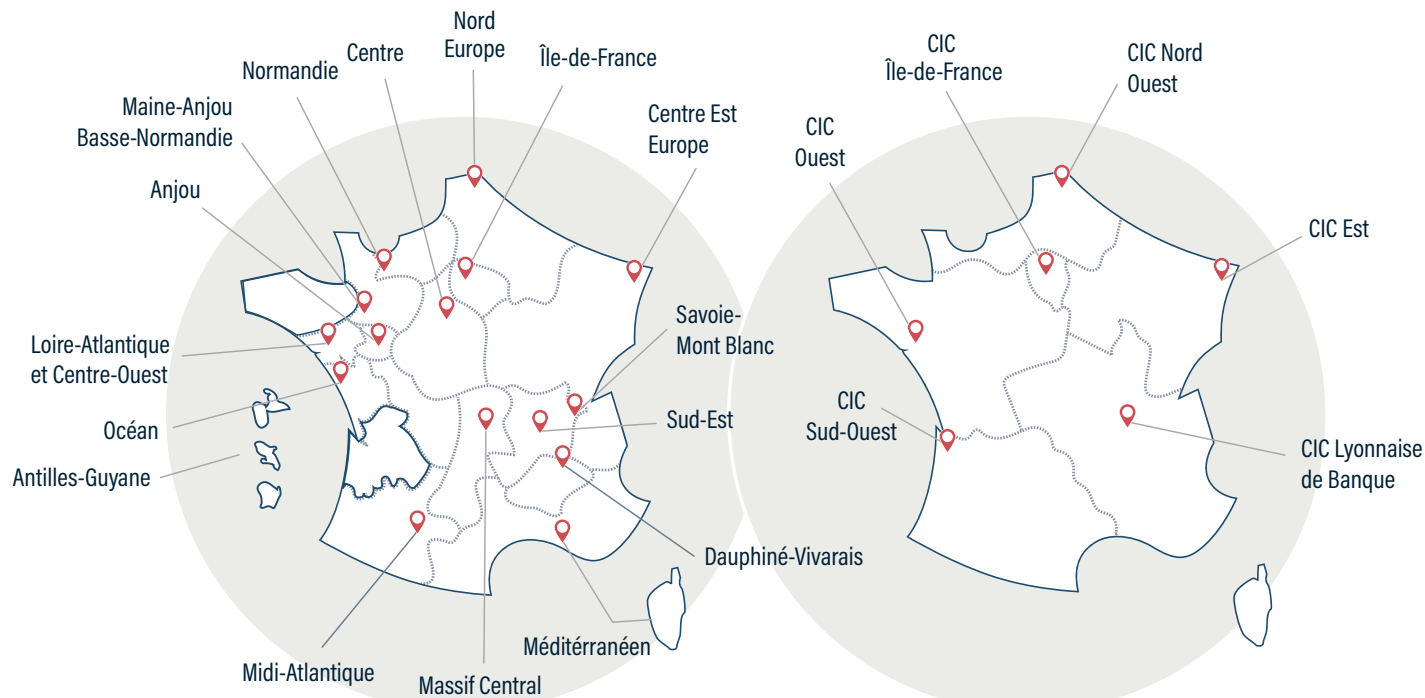 Nord
Europe
Centre
Île-de-France
Normandie
Maine-Anjou
Basse-Normandie
Centre Est
Europe
Anjou
Savoie-
Mont Blanc
Loire-Atlantique
et Centre-Ouest
Sud-Est
Océan
Antilles-Guyane
Dauphiné-Vivarais
Méditérranéen
Midi-Atlantique
Massif Central
CIC
Île-de-France
CIC Nord
Ouest
CIC
Ouest
CIC Est
CIC
Sud-Ouest
CIC Lyonnaise
de Banque